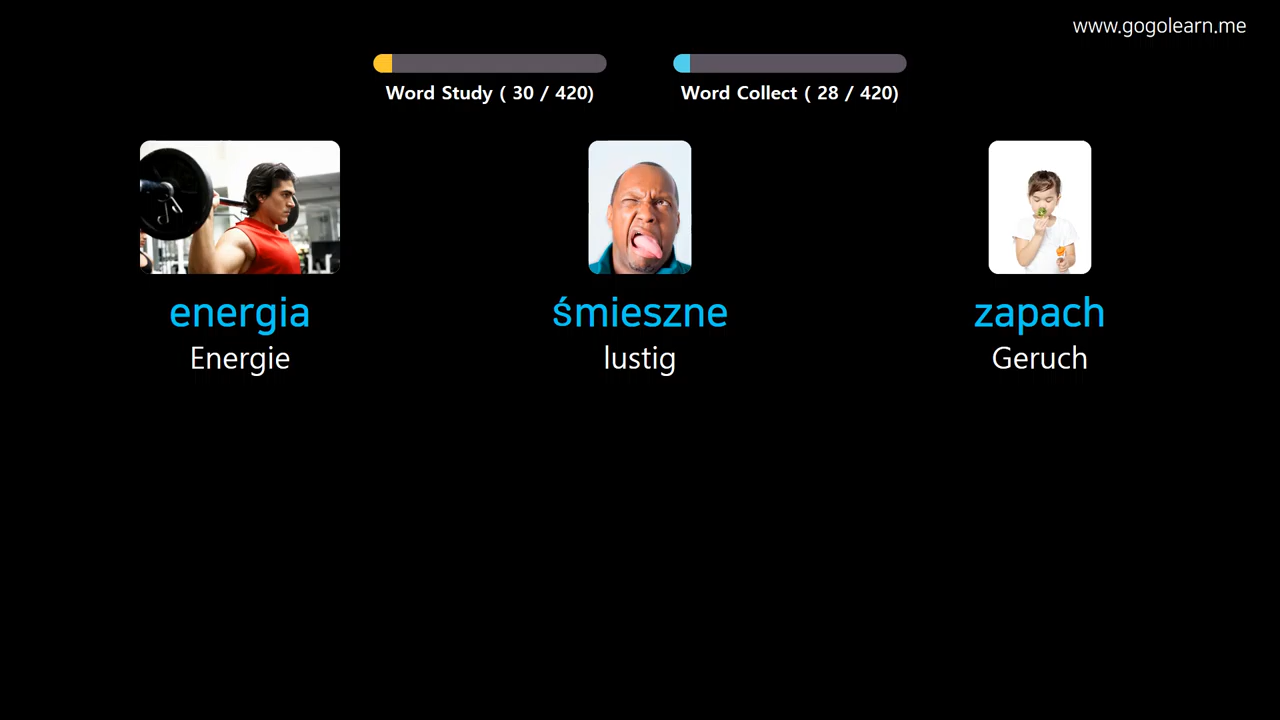 www.gogolearn.me
Word Study ( 30 / 420)
Word Collect ( 28 / 420)
energia
Energie
śmieszne
lustig
zapach
Geruch